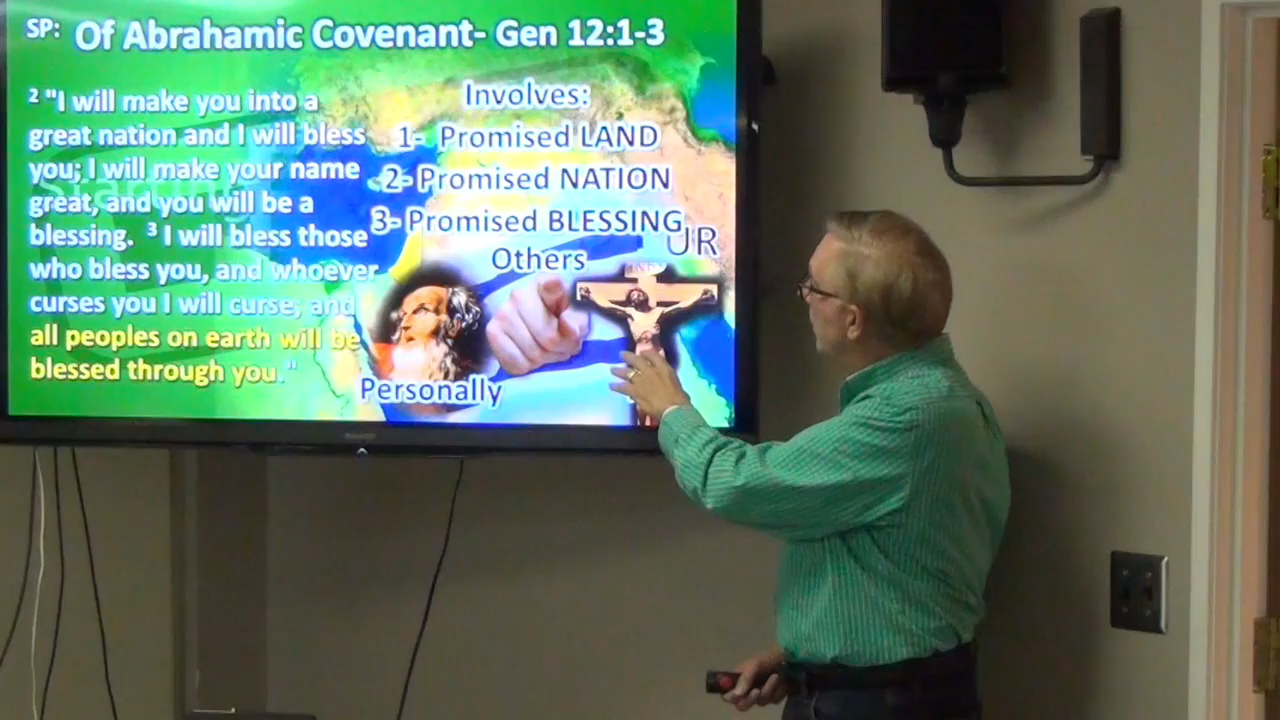 SP: Of Abrahamic Covenant- Gen 12:1-3
2 "I will make you into a
great nation and I will bless
you; I will make your name
great, and you will be a
blessing. 3 I will bless those
who bless you, and whoever
curses you I will curse; and
all peoples on earth will be
blessed through you."
Involves:
1- Promised LAND
2- Promised NATION
3- Promised BLESSING
Others
UR
Personally
SHARP